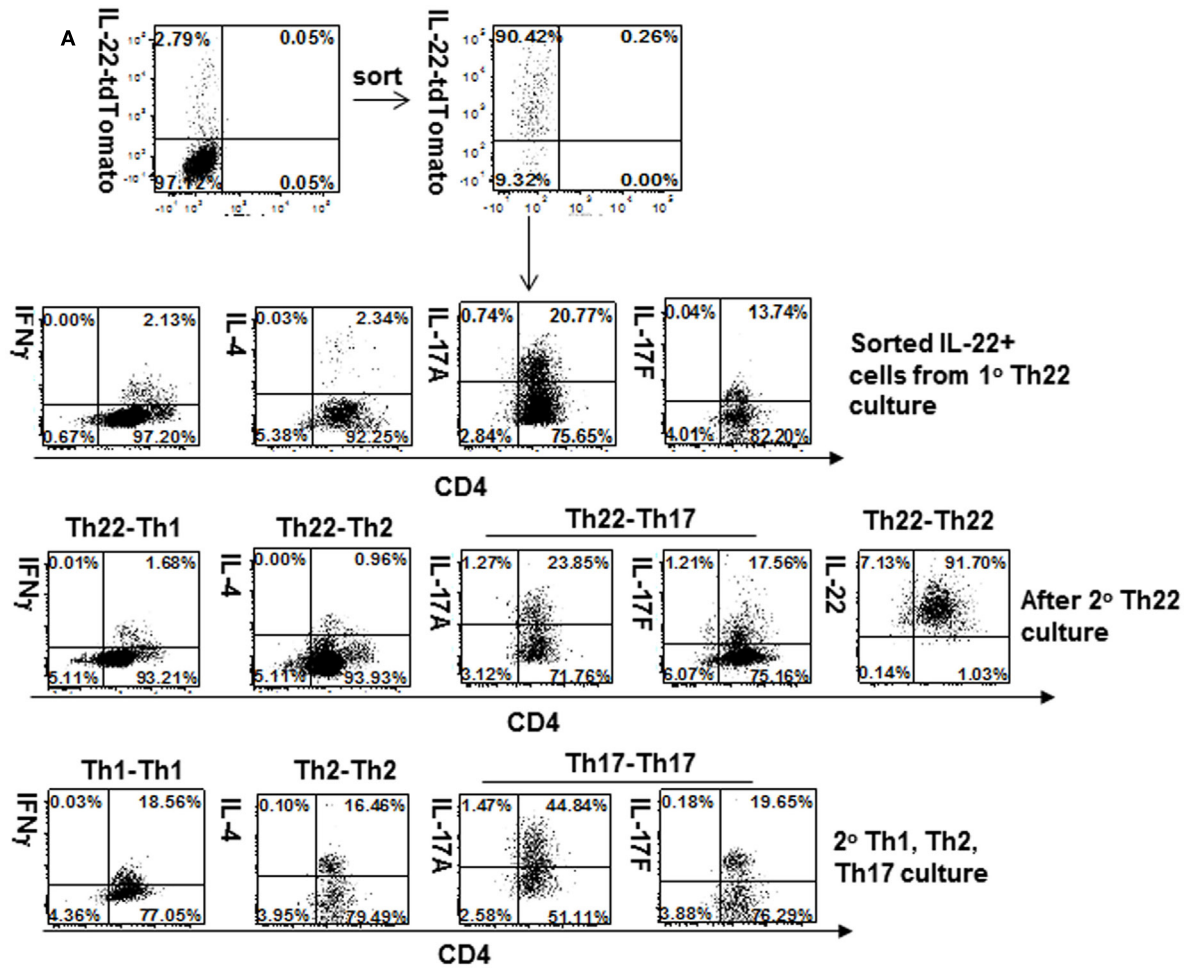 A
IL-22-tdTomato
2.79% 0.05%
97.12% 0.05%
sort
IL-22-tdTomato
90.42% 0.26%
9.32% 0.00%
IFNγ
0.00% 2.13%
0.67% 97.20%
IL-4
0.03% 2.34%
5.38% 92.25%
IL-17A
0.74% 20.77%
2.84% 75.65%
IL-17F
0.04% 13.74%
4.01% 82.20%
Sorted IL-22+
cells from 1º Th22
culture
CD4
Th22-Th1
Th22-Th2
Th22-Th17
Th22-Th22
IFNγ
0.01% 1.68%
5.11% 93.21%
IL-4
0.00% 0.96%
5.11% 93.93%
IL-17A
1.27% 23.85%
3.12% 71.76%
IL-17F
1.21% 17.56%
6.07% 75.16%
IL-22
7.13% 91.70%
0.14% 1.03%
After 2º Th22
culture
CD4
Th1-Th1
Th2-Th2
Th17-Th17
IFNγ
0.03% 18.56%
4.36% 77.05%
IL-4
0.10% 16.46%
3.95% 79.49%
IL-17A
1.47% 44.84%
2.58% 51.11%
IL-17F
0.18% 19.65%
3.88% 76.29%
2º Th1, Th2,
Th17 culture
CD4